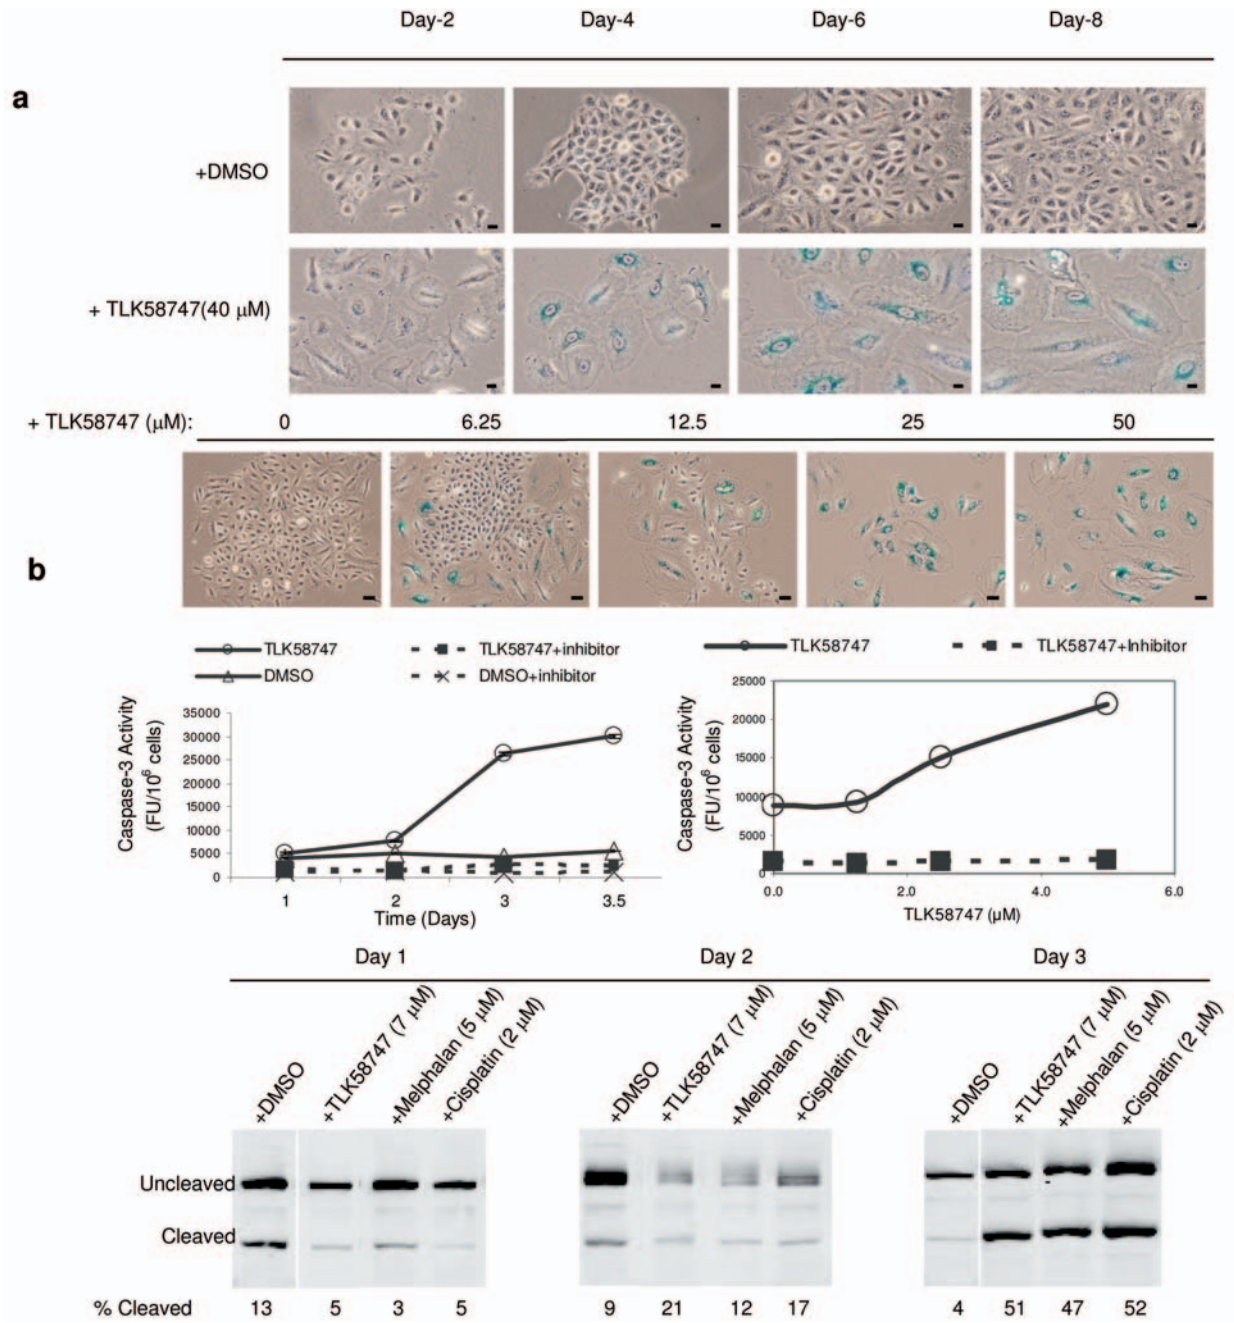 Day-2 Day-4 Day-6 Day-8
a
+DMSO
+ TLK58747(40 µM)
+ TLK58747 (µM): 0 6.25 12.5 25 50
b
TLK58747 TLK58747+inhibitor
DMSO DMSO+inhibitor
Caspase-3 Activity
(FU/10⁶ cells)
35000
30000
25000
20000
15000
10000
5000
0
1 2 3 3.5
Time (Days)
TLK58747 TLK58747+Inhibitor
Caspase-3 Activity
(FU/10⁶ cells)
25000
20000
15000
10000
5000
0
0.0 2.0 4.0 6.0
TLK58747 (µM)
Day 1 Day 2 Day 3
+DMSO +TLK58747 (7 µM) +Melphalan (5 µM) +Cisplatin (2 µM)
+DMSO +TLK58747 (7 µM) +Melphalan (5 µM) +Cisplatin (2 µM)
+DMSO +TLK58747 (7 µM) +Melphalan (5 µM) +Cisplatin (2 µM)
Uncleaved
Cleaved
% Cleaved 13 5 3 5 9 21 12 17 4 51 47 52